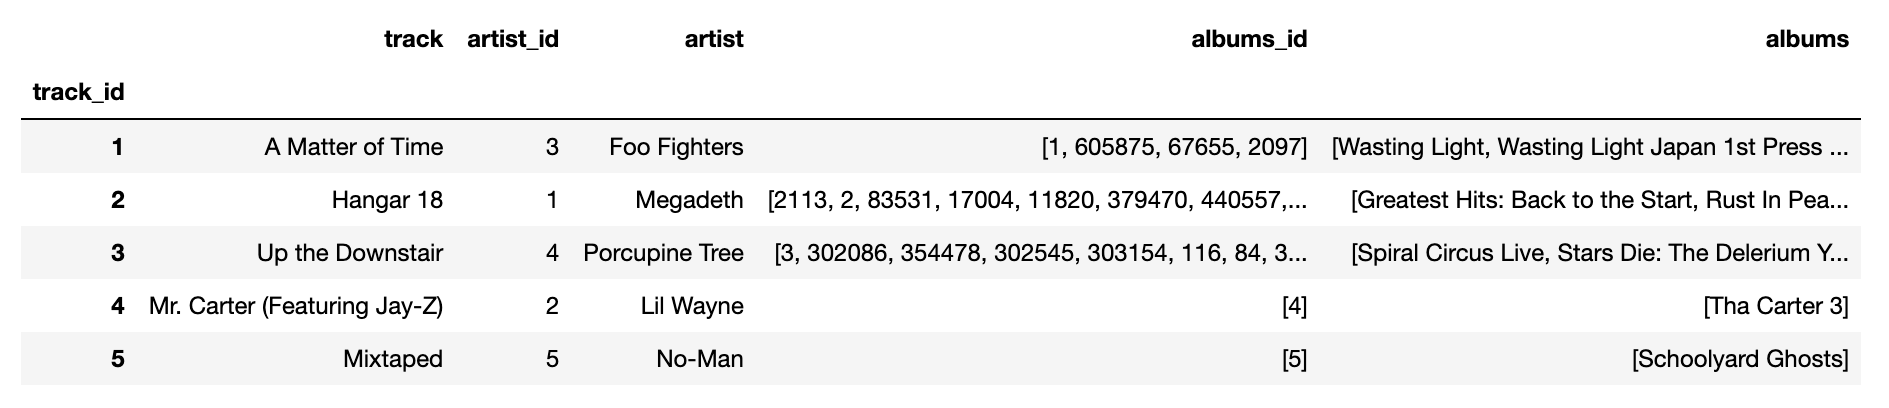 track artist_id artist albums_id albums
track_id
1 A Matter of Time 3 Foo Fighters [1, 605875, 67655, 2097] [Wasting Light, Wasting Light Japan 1st Press ...
2 Hangar 18 1 Megadeth [2113, 2, 83531, 17004, 11820, 379470, 440557,... [Greatest Hits: Back to the Start, Rust In Pea...
3 Up the Downstair 4 Porcupine Tree [3, 302086, 354478, 302545, 303154, 116, 84, 3... [Spiral Circus Live, Stars Die: The Delerium Y...
4 Mr. Carter (Featuring Jay-Z) 2 Lil Wayne [4] [Tha Carter 3]
5 Mixtaped 5 No-Man [5] [Schoolyard Ghosts]